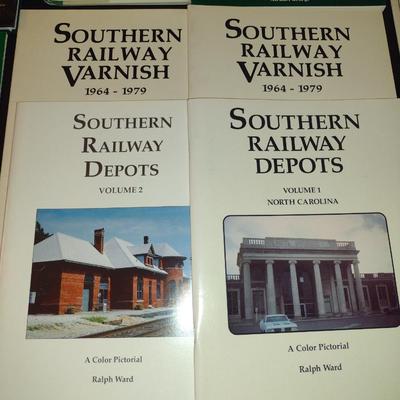 SOUTHERN
RAILWAY
VARNISH
1964 - 1979
SOUTHERN
RAILWAY
VARNISH
1964 - 1979
SOUTHERN
RAILWAY
DEPOTS
VOLUME 2
A Color Pictorial
Ralph Ward
SOUTHERN
RAILWAY
DEPOTS
VOLUME 1
NORTH CAROLINA
A Color Pictorial
Ralph Ward